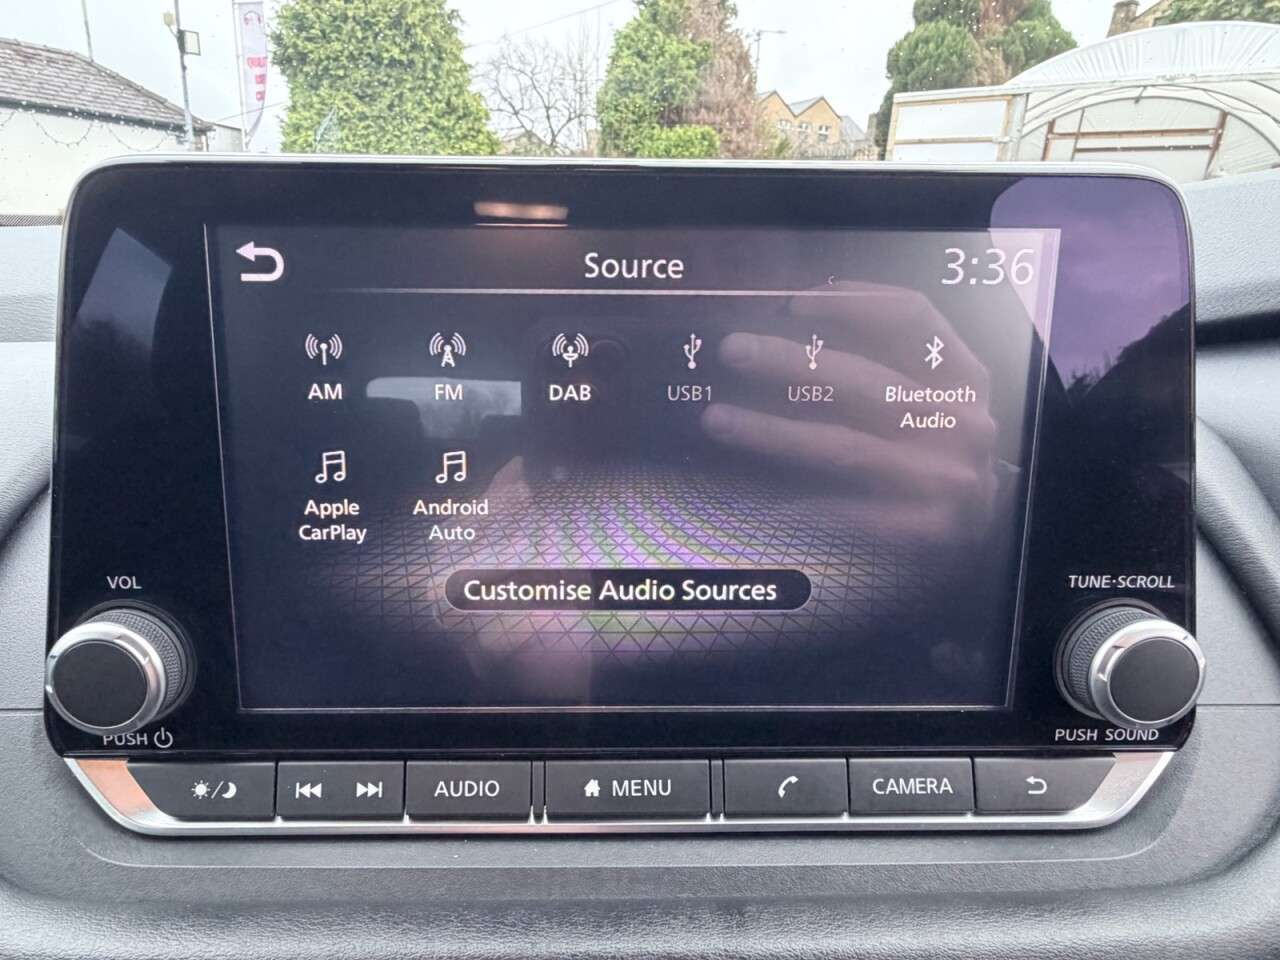 Source
3:36
AM
FM
DAB
USB1
USB2
Bluetooth
Audio
Apple
CarPlay
Android
Auto
Customise Audio Sources
VOL
TUNE·SCROLL
PUSH
PUSH SOUND
AUDIO
MENU
CAMERA